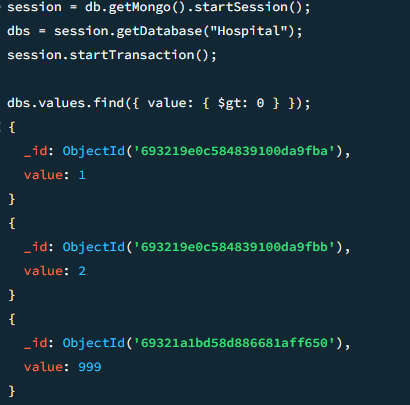 session = db.getMongo().startSession();
dbs = session.getDatabase("Hospital");
session.startTransaction();
dbs.values.find({ value: { $gt: 0 } });
{
_id: ObjectId('693219e0c584839100da9fba'),
value: 1
}
{
_id: ObjectId('693219e0c584839100da9fbb'),
value: 2
}
{
_id: ObjectId('69321a1bd58d886681aff650'),
value: 999
}